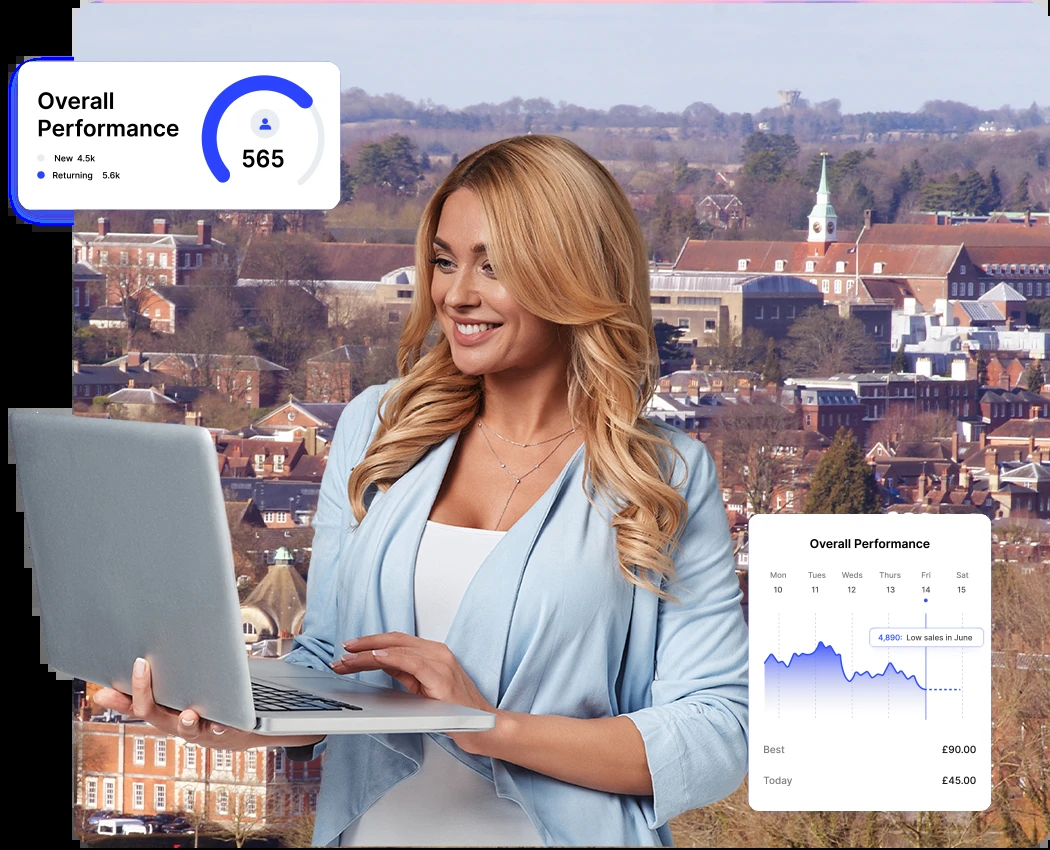 Overall
Performance
New 4.5k
Returning 5.6k
565
Overall Performance
Mon Tues Weds Thurs Fri Sat
10 11 12 13 14 15
4,890: Low sales in June
Best £90.00
Today £45.00